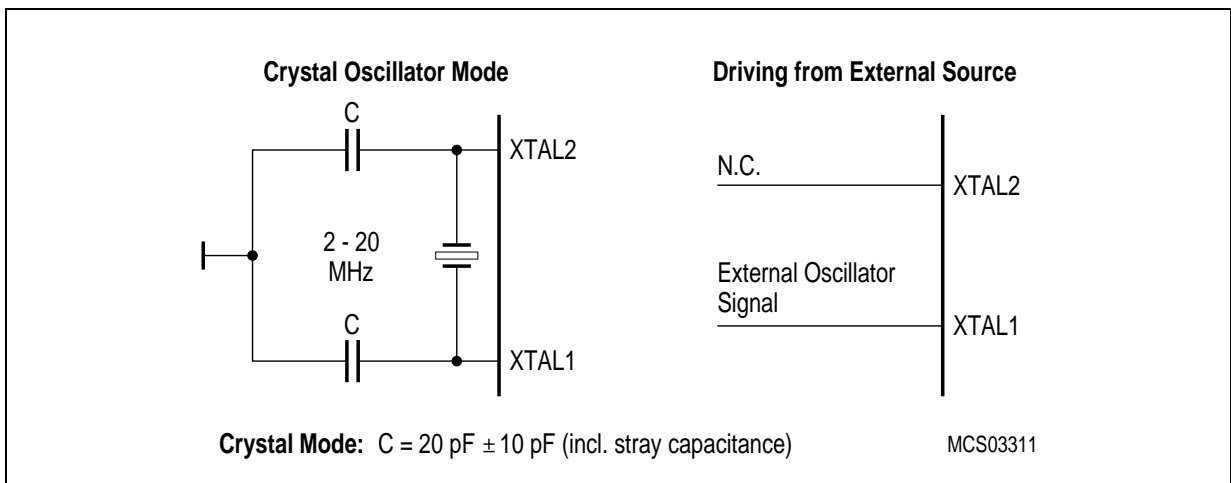 Crystal Oscillator Mode
Driving from External Source
C
XTAL2
2 - 20
MHz
C
XTAL1
N.C.
XTAL2
External Oscillator
Signal
XTAL1
Crystal Mode: C = 20 pF ± 10 pF (incl. stray capacitance)
MCS03311